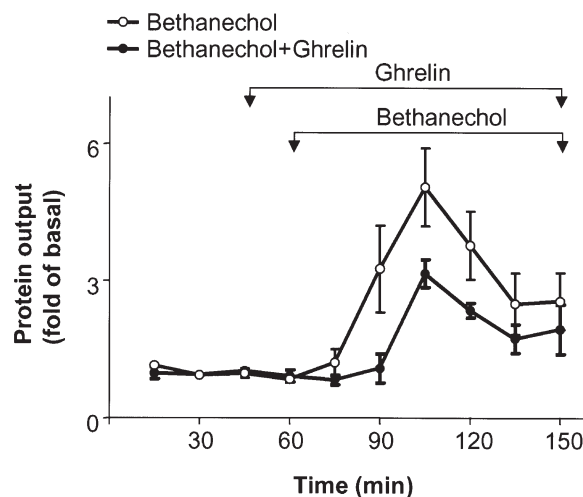 Bethanechol
Bethanechol+Ghrelin
Ghrelin
Bethanechol
6
3
0
Protein output
(fold of basal)
30 60 90 120 150
Time (min)